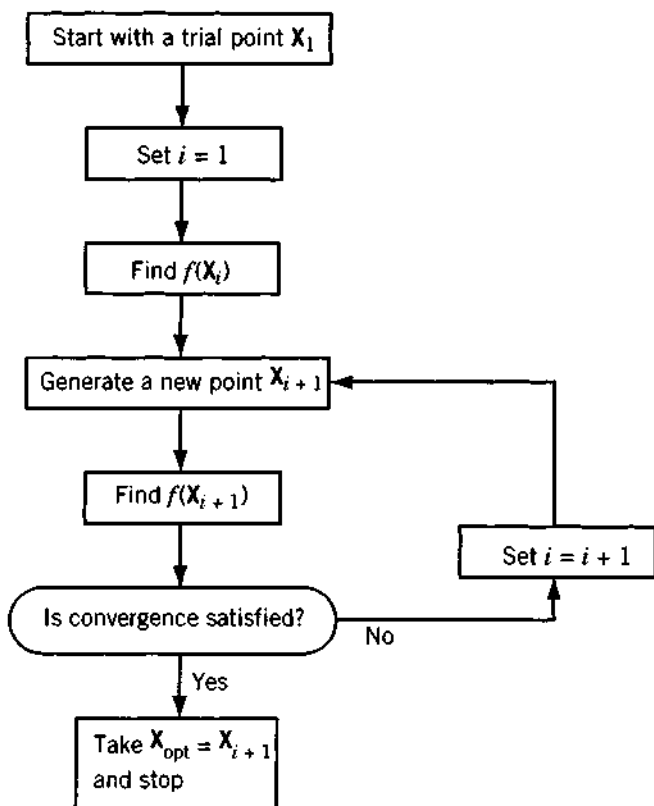 Start with a trial point X₁
Set i = 1
Find f(Xᵢ)
Generate a new point Xᵢ₊₁
Find f(Xᵢ₊₁)
Set i = i + 1
Is convergence satisfied?
No
Yes
Take Xₒₚₜ = Xᵢ₊₁
and stop